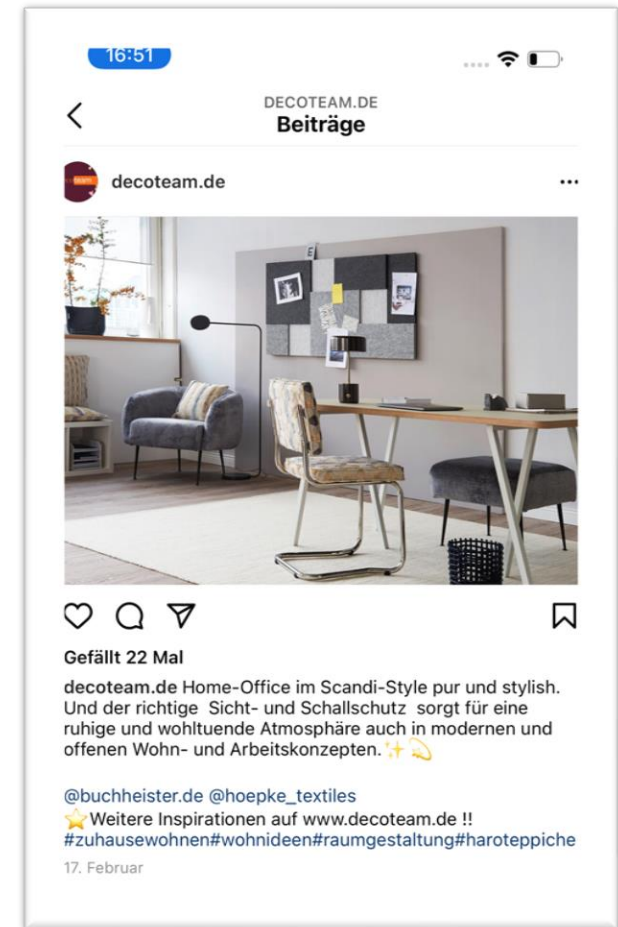 16:51
DECOTEAM.DE
Beiträge
decoteam.de
Gefällt 22 Mal
decoteam.de Home-Office im Scandi-Style pur und stylish.
Und der richtige Sicht- und Schallschutz sorgt für eine
ruhige und wohltuende Atmosphäre auch in modernen und
offenen Wohn- und Arbeitskonzepten.✨💫
@buchheister.de @hoepke_textiles
⭐Weitere Inspirationen auf www.decoteam.de !!
#zuhausewohnen#wohnideen#raumgestaltung#haroteppiche
17. Februar